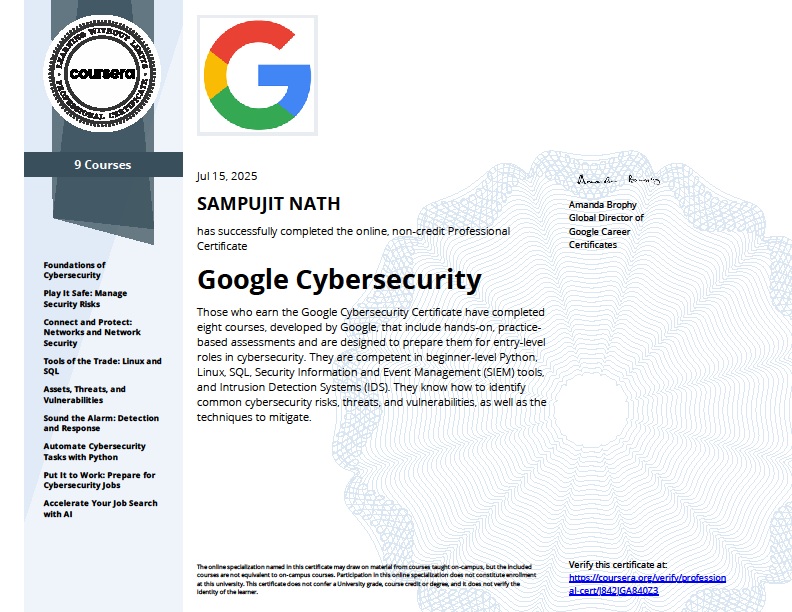 LEARNING WITHOUT LIMITS
coursera
PROFESSIONAL CERTIFICATE
9 Courses
Foundations of
Cybersecurity
Play It Safe: Manage
Security Risks
Connect and Protect:
Networks and Network
Security
Tools of the Trade: Linux and
SQL
Assets, Threats, and
Vulnerabilities
Sound the Alarm: Detection
and Response
Automate Cybersecurity
Tasks with Python
Put It to Work: Prepare for
Cybersecurity Jobs
Accelerate Your Job Search
with AI
Jul 15, 2025
SAMPUJIT NATH
has successfully completed the online, non-credit Professional
Certificate
Google Cybersecurity
Those who earn the Google Cybersecurity Certificate have completed
eight courses, developed by Google, that include hands-on, practice-
based assessments and are designed to prepare them for entry-level
roles in cybersecurity. They are competent in beginner-level Python,
Linux, SQL, Security Information and Event Management (SIEM) tools,
and Intrusion Detection Systems (IDS). They know how to identify
common cybersecurity risks, threats, and vulnerabilities, as well as the
techniques to mitigate.
Amanda Brophy
Global Director of
Google Career
Certificates
The online specialization named in this certificate may draw on material from courses taught on-campus, but the included
courses are not equivalent to on-campus courses. Participation in this online specialization does not constitute enrollment
at this university. This certificate does not confer a University grade, course credit or degree, and it does not verify the
identity of the learner.
Verify this certificate at:
https://coursera.org/verify/profession
al-cert/J842JGA840Z3